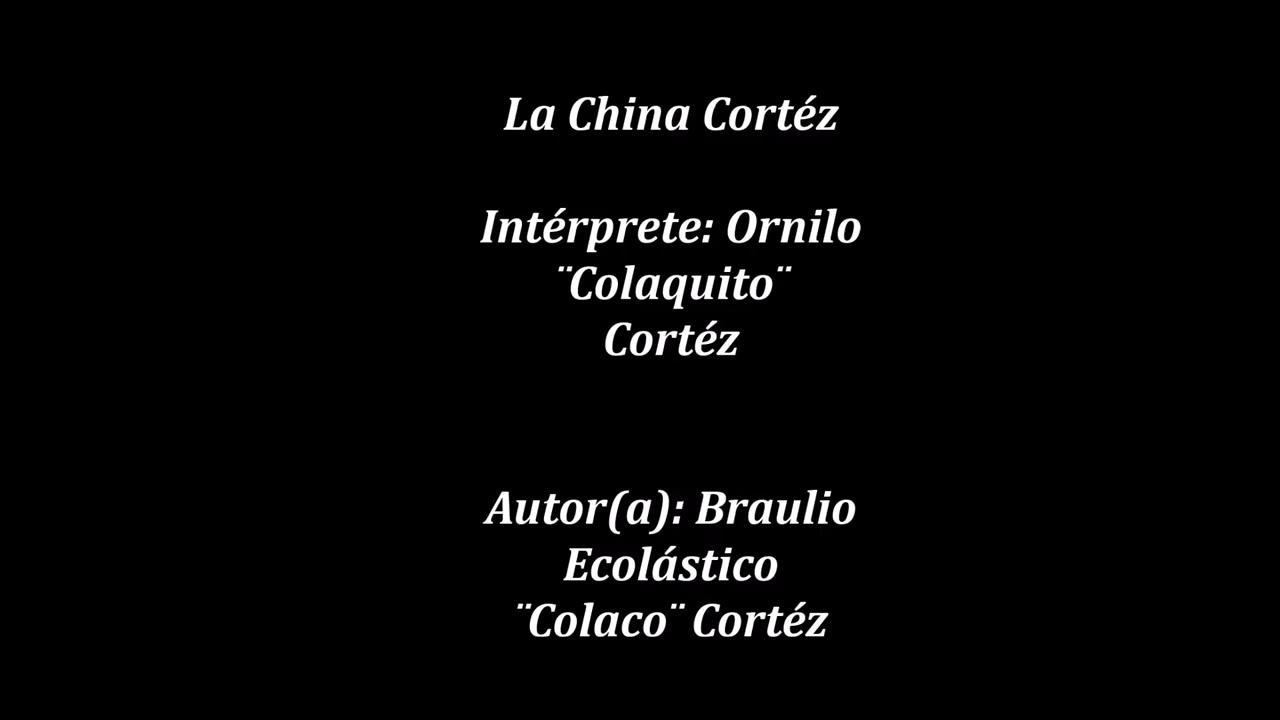 La China Cortéz
Intérprete: Ornilo
¨Colaquito¨
Cortéz
Autor(a): Braulio
Ecolástico
¨Colaco¨ Cortéz